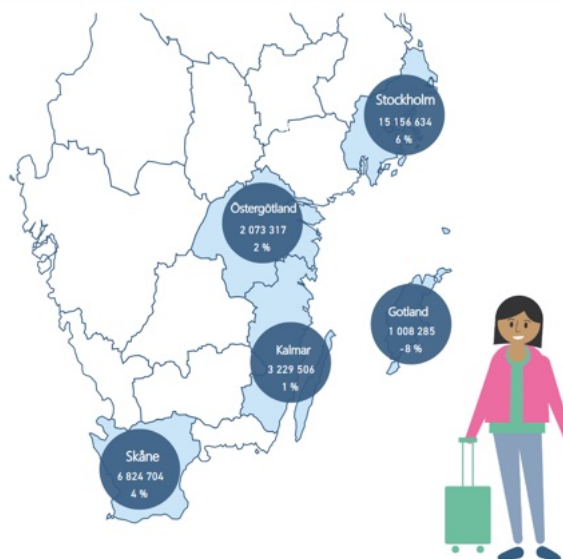 Stockholm
15 156 634
6 %
Östergötland
2 073 317
2 %
Gotland
1 008 285
-8 %
Kalmar
3 229 506
1 %
Skåne
6 824 704
4 %